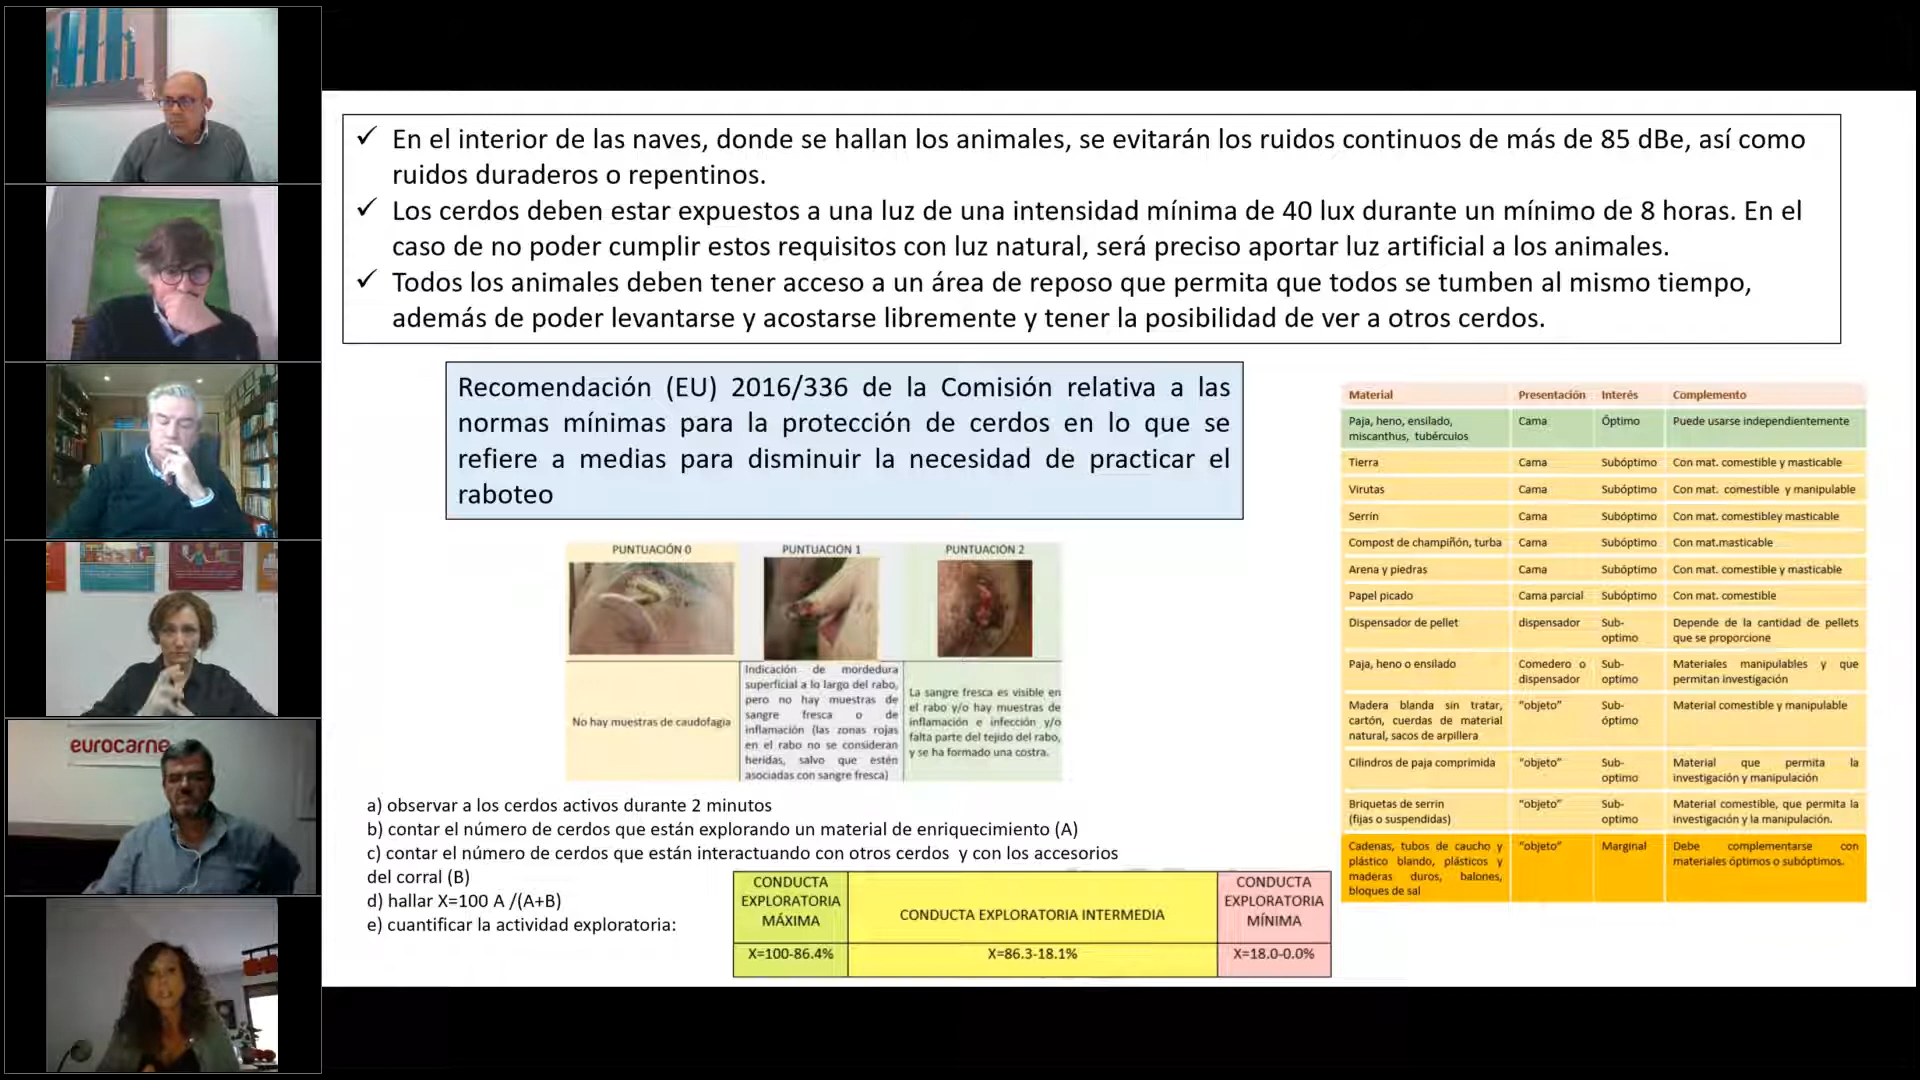 ✓ En el interior de las naves, donde se hallan los animales, se evitarán los ruidos continuos de más de 85 dBe, así como
ruidos duraderos o repentinos.
✓ Los cerdos deben estar expuestos a una luz de una intensidad mínima de 40 lux durante un mínimo de 8 horas. En el
caso de no poder cumplir estos requisitos con luz natural, será preciso aportar luz artificial a los animales.
✓ Todos los animales deben tener acceso a un área de reposo que permita que todos se tumben al mismo tiempo,
además de poder levantarse y acostarse libremente y tener la posibilidad de ver a otros cerdos.
Recomendación (EU) 2016/336 de la Comisión relativa a las
normas mínimas para la protección de cerdos en lo que se
refiere a medias para disminuir la necesidad de practicar el
raboteo
PUNTUACIÓN 0 PUNTUACIÓN 1 PUNTUACIÓN 2
No hay muestras de caudofagia
Indicación de mordedura
superficial a lo largo del rabo,
pero no hay muestras de
sangre fresca o de
inflamación (las zonas rojas
en el rabo no se consideran
heridas, salvo que estén
asociadas con sangre fresca)
La sangre fresca es visible en
el rabo y/o hay muestras de
inflamación e infección y/o
falta parte del tejido del rabo,
y se ha formado una costra.
a) observar a los cerdos activos durante 2 minutos
b) contar el número de cerdos que están explorando un material de enriquecimiento (A)
c) contar el número de cerdos que están interactuando con otros cerdos y con los accesorios
del corral (B)
d) hallar X=100 A /(A+B)
e) cuantificar la actividad exploratoria:
CONDUCTA
EXPLORATORIA
MÁXIMA
CONDUCTA EXPLORATORIA INTERMEDIA
CONDUCTA
EXPLORATORIA
MÍNIMA
X=100-86.4% X=86.3-18.1% X=18.0-0.0%
Material Presentación Interés Complemento
Paja, heno, ensilado,
miscanthus, tubérculos
Cama Óptimo Puede usarse independientemente
Tierra Cama Subóptimo Con mat. comestible y masticable
Virutas Cama Subóptimo Con mat. comestible y manipulable
Serrín Cama Subóptimo Con mat. comestibley masticable
Compost de champiñón, turba Cama Subóptimo Con mat.masticable
Arena y piedras Cama Subóptimo Con mat. comestible y masticable
Papel picado Cama parcial Subóptimo Con mat. comestible
Dispensador de pellet dispensador Sub-
optimo
Depende de la cantidad de pellets
que se proporcione
Paja, heno o ensilado Comedero o
dispensador
Sub-
optimo
Materiales manipulables y que
permitan investigación
Madera blanda sin tratar,
cartón, cuerdas de material
natural, sacos de arpillera
"objeto" Sub-
óptimo
Material comestible y manipulable
Cilindros de paja comprimida "objeto" Sub-
optimo
Material que permita la
investigación y manipulación
Briquetas de serrin
(fijas o suspendidas)
"objeto" Sub-
optimo
Material comestible, que permita la
investigación y la manipulación.
Cadenas, tubos de caucho y
plástico blando, plásticos y
maderas duros, balones,
bloques de sal
"objeto" Marginal Debe complementarse con
materiales óptimos o subóptimos.
eurocarne